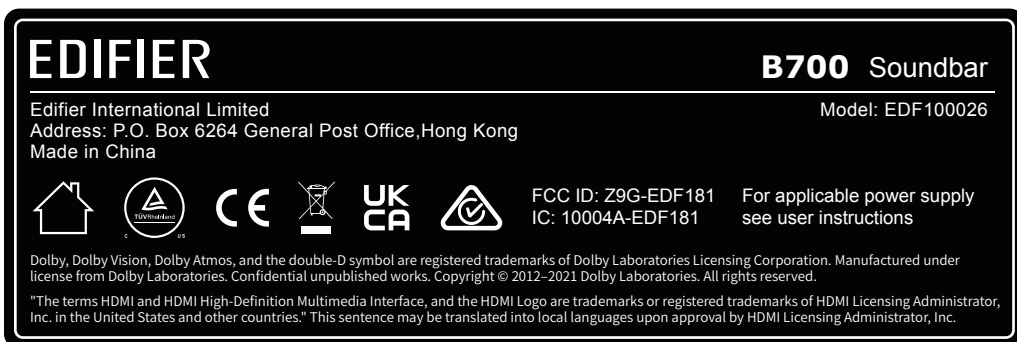 EDIFIER
B700 Soundbar
Edifier International Limited
Model: EDF100026
Address: P.O. Box 6264 General Post Office,Hong Kong
Made in China
TÜVRheinland
C US
CE
UK
CA
FCC ID: Z9G-EDF181
IC: 10004A-EDF181
For applicable power supply
see user instructions
Dolby, Dolby Vision, Dolby Atmos, and the double-D symbol are registered trademarks of Dolby Laboratories Licensing Corporation. Manufactured under
license from Dolby Laboratories. Confidential unpublished works. Copyright © 2012–2021 Dolby Laboratories. All rights reserved.
"The terms HDMI and HDMI High-Definition Multimedia Interface, and the HDMI Logo are trademarks or registered trademarks of HDMI Licensing Administrator,
Inc. in the United States and other countries." This sentence may be translated into local languages upon approval by HDMI Licensing Administrator, Inc.